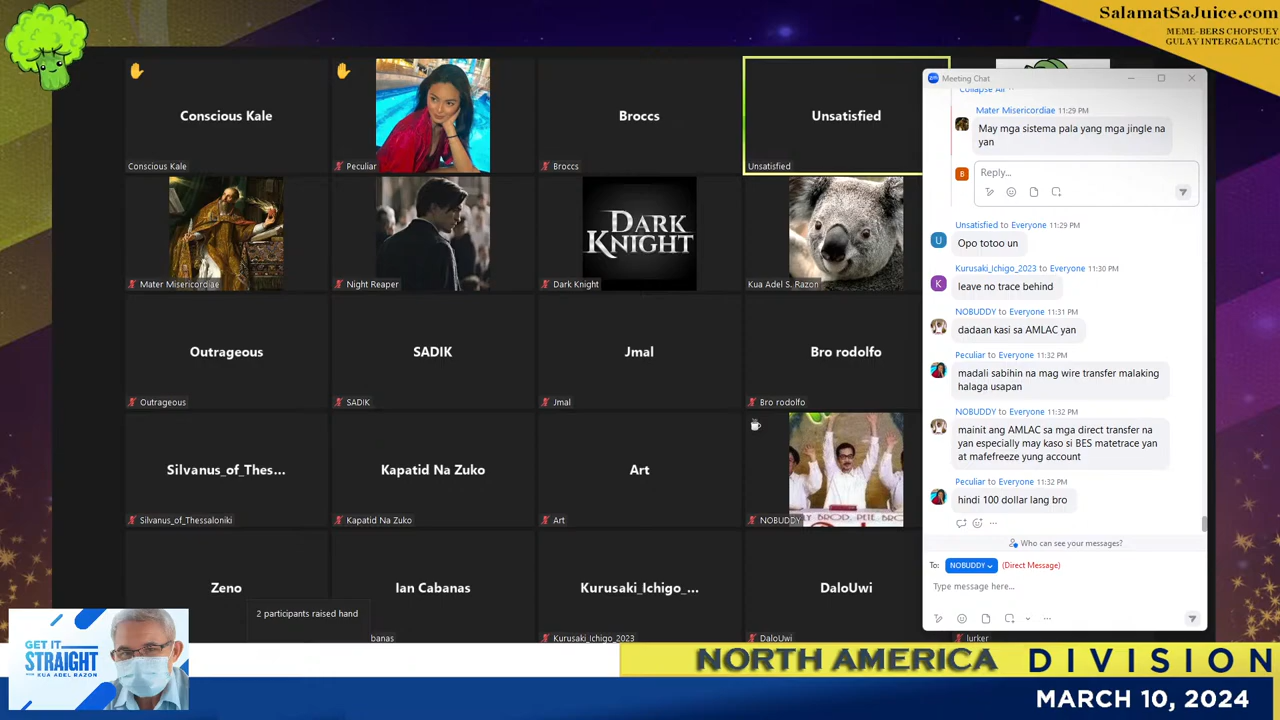 SalamatSaJuice.com
MEME-BERS CHOPSUEY
GULAY INTERGALACTIC
Conscious Kale
Conscious Kale
Peculiar
Broccs
Broccs
Unsatisfied
Unsatisfied
Mater Misericordiae
Night Reaper
DARK
KNIGHT
Dark Knight
Kua Adel S. Razon
Outrageous
Outrageous
SADIK
SADIK
Jmal
Jmal
Bro rodolfo
Bro rodolfo
Silvanus_of_Thes...
Silvanus_of_Thessaloniki
Kapatid Na Zuko
Kapatid Na Zuko
Art
Art
NOBUDDY
Zeno
Ian Cabanas
banas
Kurusaki_Ichigo_...
Kurusaki_Ichigo_2023
DaloUwi
DaloUwi
lurker
2 participants raised hand
Meeting Chat
Collapse All
Mater Misericordiae 11:29 PM
May mga sistema pala yang mga jingle na
yan
B
Reply...
Unsatisfied to Everyone 11:29 PM
U
Opo totoo un
Kurusaki_Ichigo_2023 to Everyone 11:30 PM
K
leave no trace behind
NOBUDDY to Everyone 11:31 PM
dadaan kasi sa AMLAC yan
Peculiar to Everyone 11:32 PM
madali sabihin na mag wire transfer malaking
halaga usapan
NOBUDDY to Everyone 11:32 PM
mainit ang AMLAC sa mga direct transfer na
yan especially may kaso si BES matetrace yan
at mafefreeze yung account
Peculiar to Everyone 11:32 PM
hindi 100 dollar lang bro
Who can see your messages?
To: NOBUDDY (Direct Message)
Type message here...
GET IT
STRAIGHT
WITH KUA ADEL RAZON
NORTH AMERICA DIVISION
MARCH 10, 2024